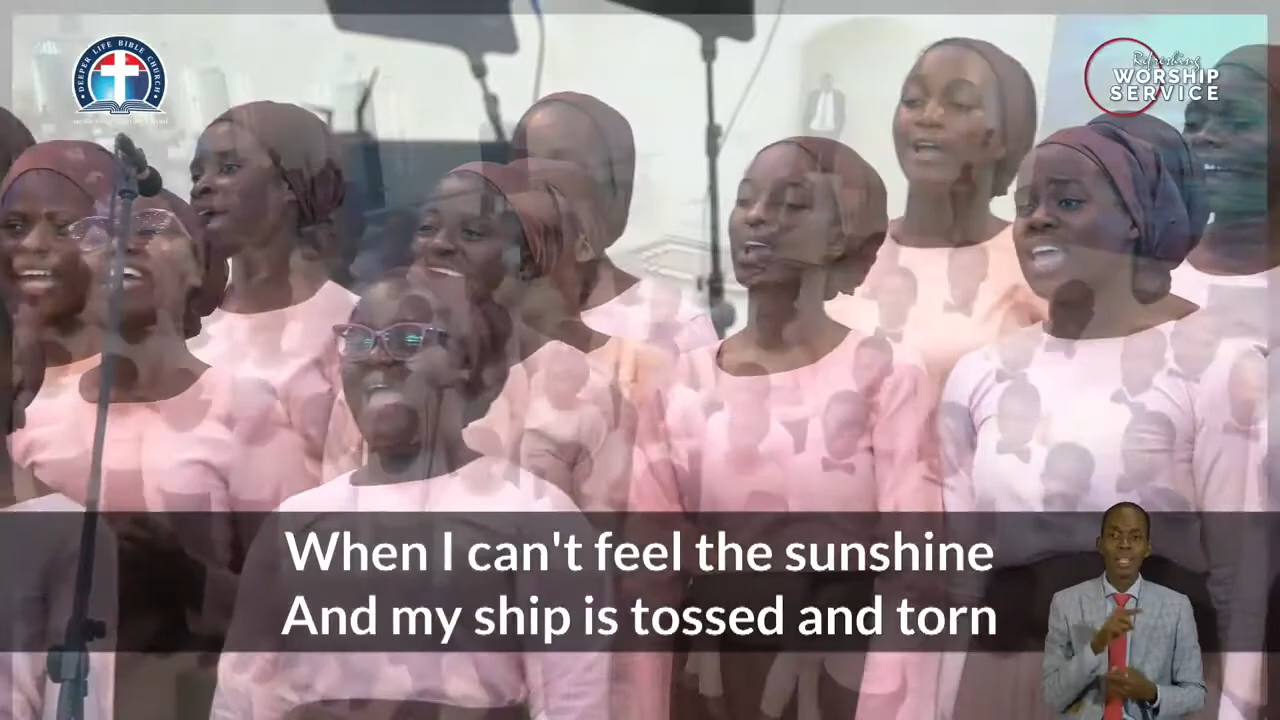 DEEPER LIFE BIBLE CHURCH
Refreshing
WORSHIP
SERVICE
When I can't feel the sunshine
And my ship is tossed and torn